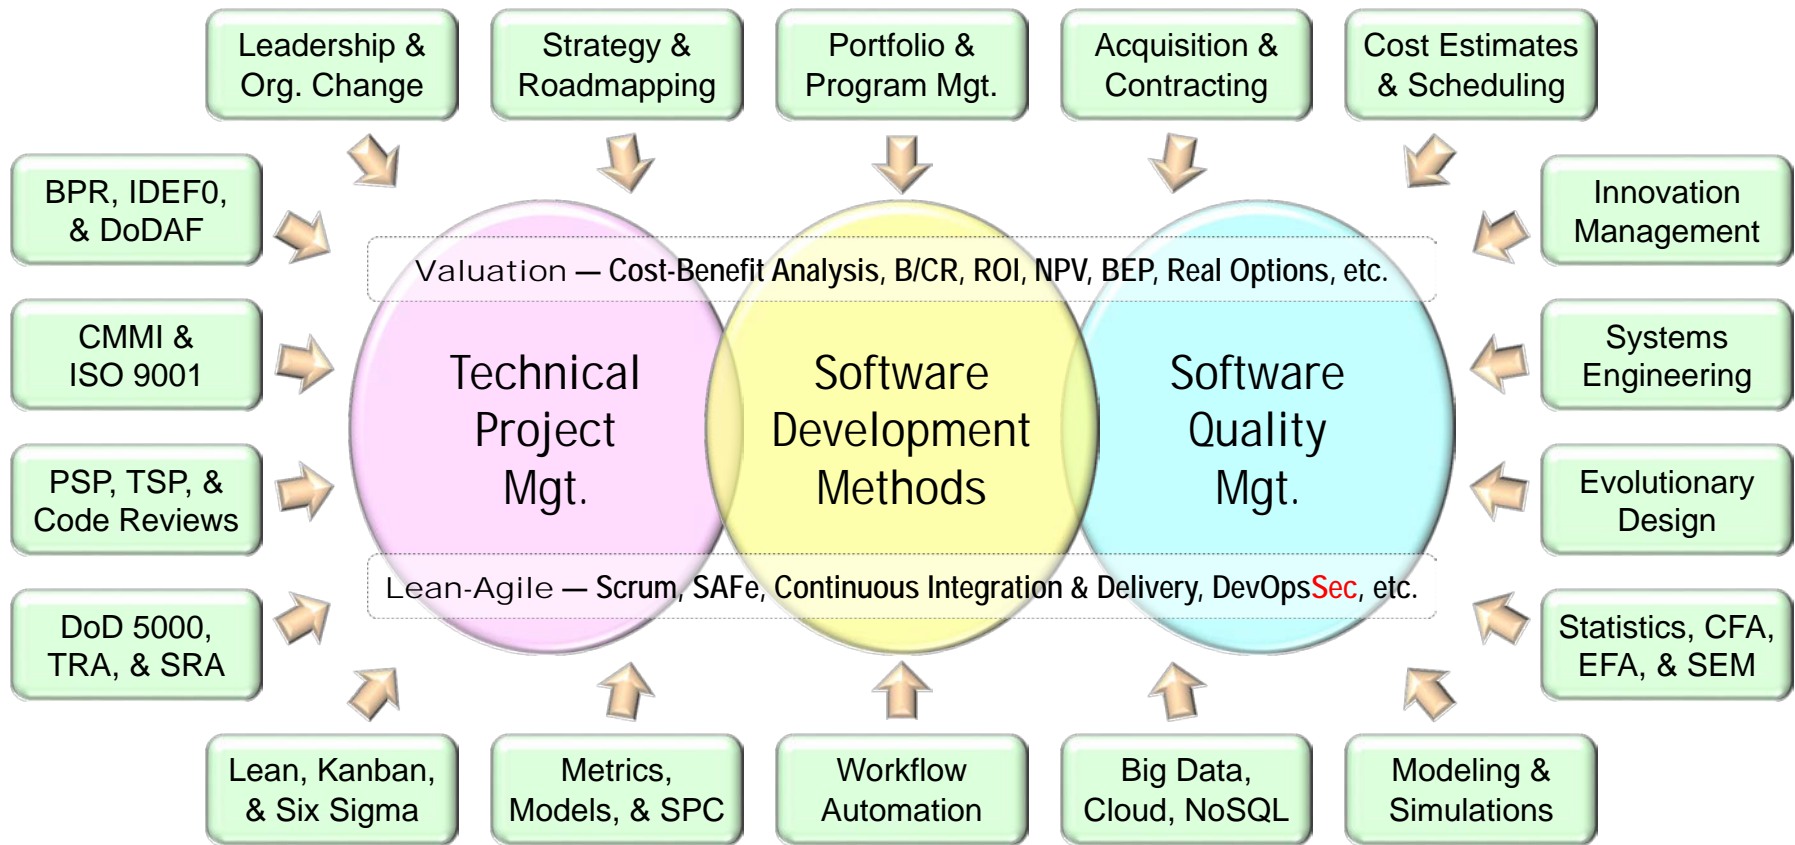 Leadership &
Org. Change
Strategy &
Roadmapping
Portfolio &
Program Mgt.
Acquisition &
Contracting
Cost Estimates
& Scheduling
BPR, IDEF0,
& DoDAF
Innovation
Management
Valuation — Cost-Benefit Analysis, B/CR, ROI, NPV, BEP, Real Options, etc.
CMMI &
ISO 9001
Technical
Project
Mgt.
Software
Development
Methods
Software
Quality
Mgt.
Systems
Engineering
PSP, TSP, &
Code Reviews
Evolutionary
Design
Lean-Agile — Scrum, SAFe, Continuous Integration & Delivery, DevOpsSec, etc.
DoD 5000,
TRA, & SRA
Statistics, CFA,
EFA, & SEM
Lean, Kanban,
& Six Sigma
Metrics,
Models, & SPC
Workflow
Automation
Big Data,
Cloud, NoSQL
Modeling &
Simulations